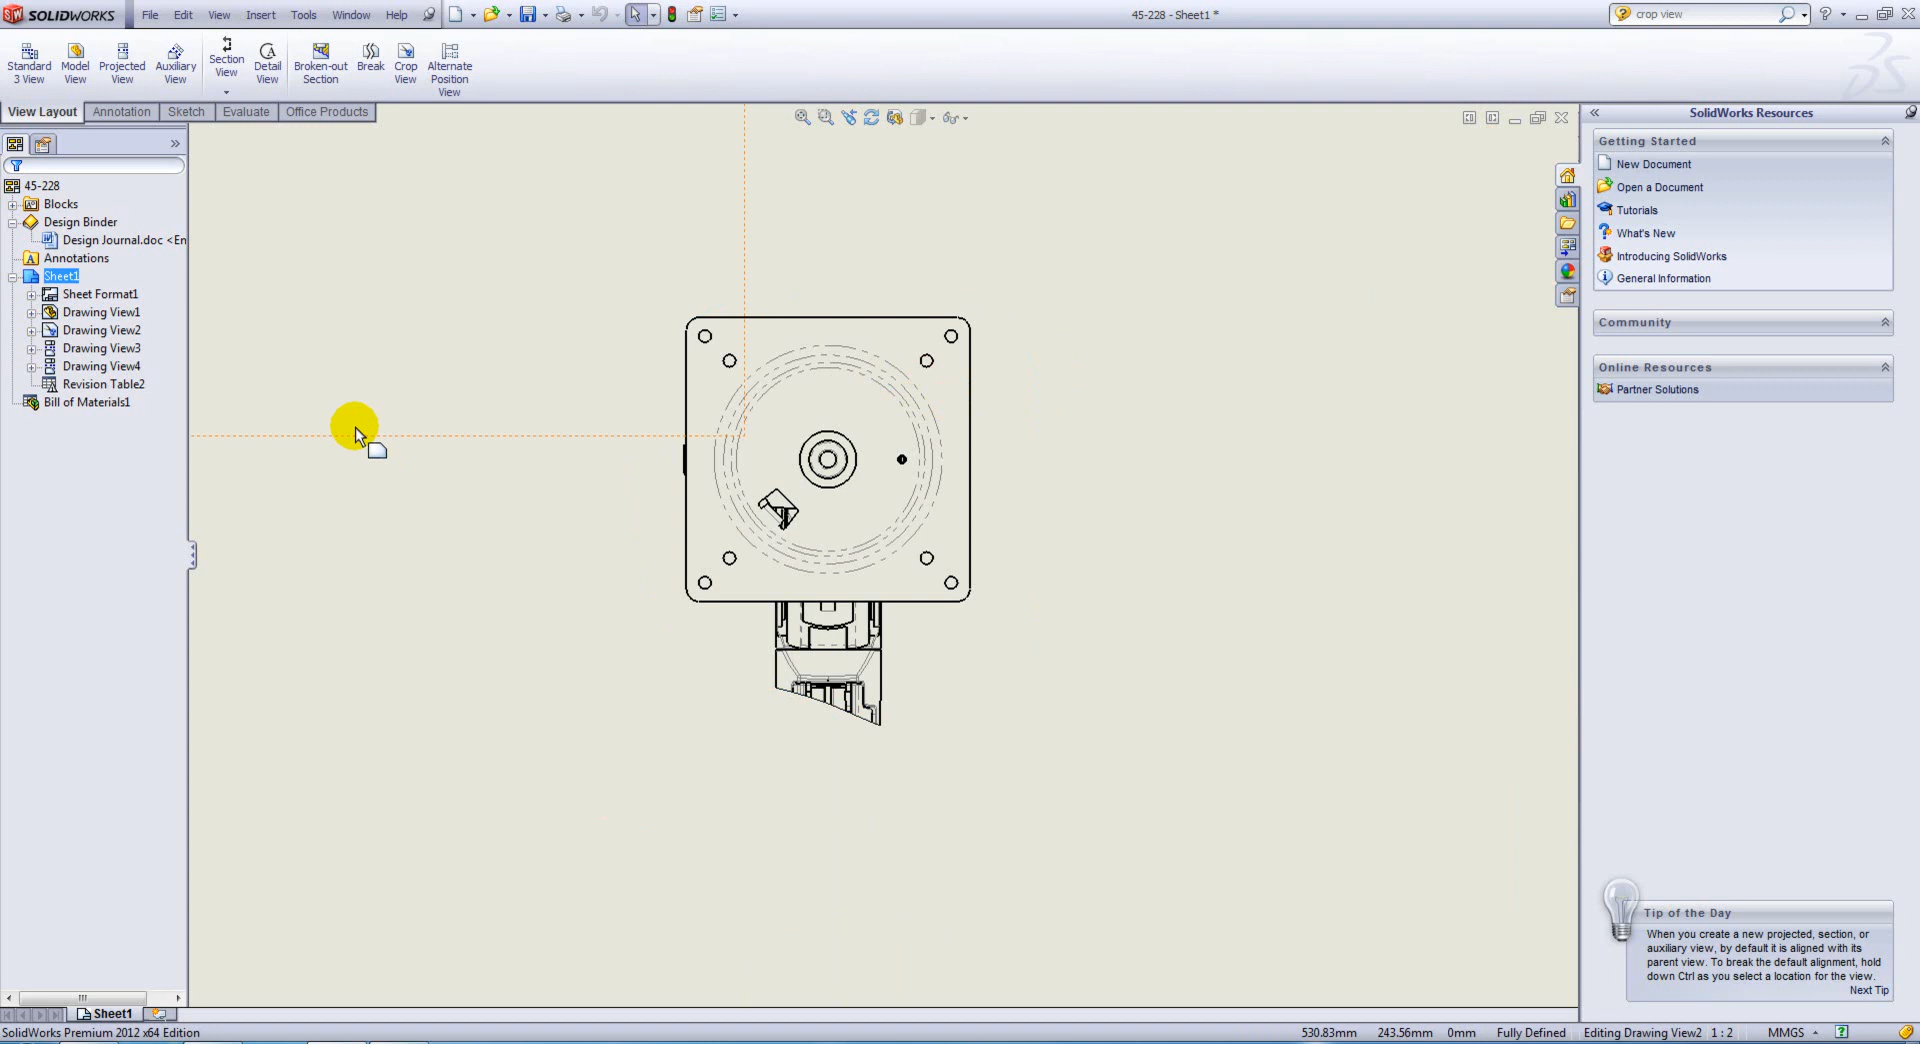 SOLIDWORKS File Edit View Insert Tools Window Help 45-228 - Sheet1 * crop view
Standard 3 View
Model View
Projected View
Auxiliary View
Section View
Detail View
Broken-out Section
Break
Crop View
Alternate Position View
View Layout Annotation Sketch Evaluate Office Products
45-228
Blocks
Design Binder
Design Journal.doc <En
Annotations
Sheet1
Sheet Format1
Drawing View1
Drawing View2
Drawing View3
Drawing View4
Revision Table2
Bill of Materials1
SolidWorks Resources
Getting Started
New Document
Open a Document
Tutorials
What's New
Introducing SolidWorks
General Information
Community
Online Resources
Partner Solutions
Tip of the Day
When you create a new projected, section, or
auxiliary view, by default it is aligned with its
parent view. To break the default alignment, hold
down Ctrl as you select a location for the view.
Next Tip
Sheet1
SolidWorks Premium 2012 x64 Edition 530.83mm 243.56mm 0mm Fully Defined Editing Drawing View2 1 : 2 MMGS